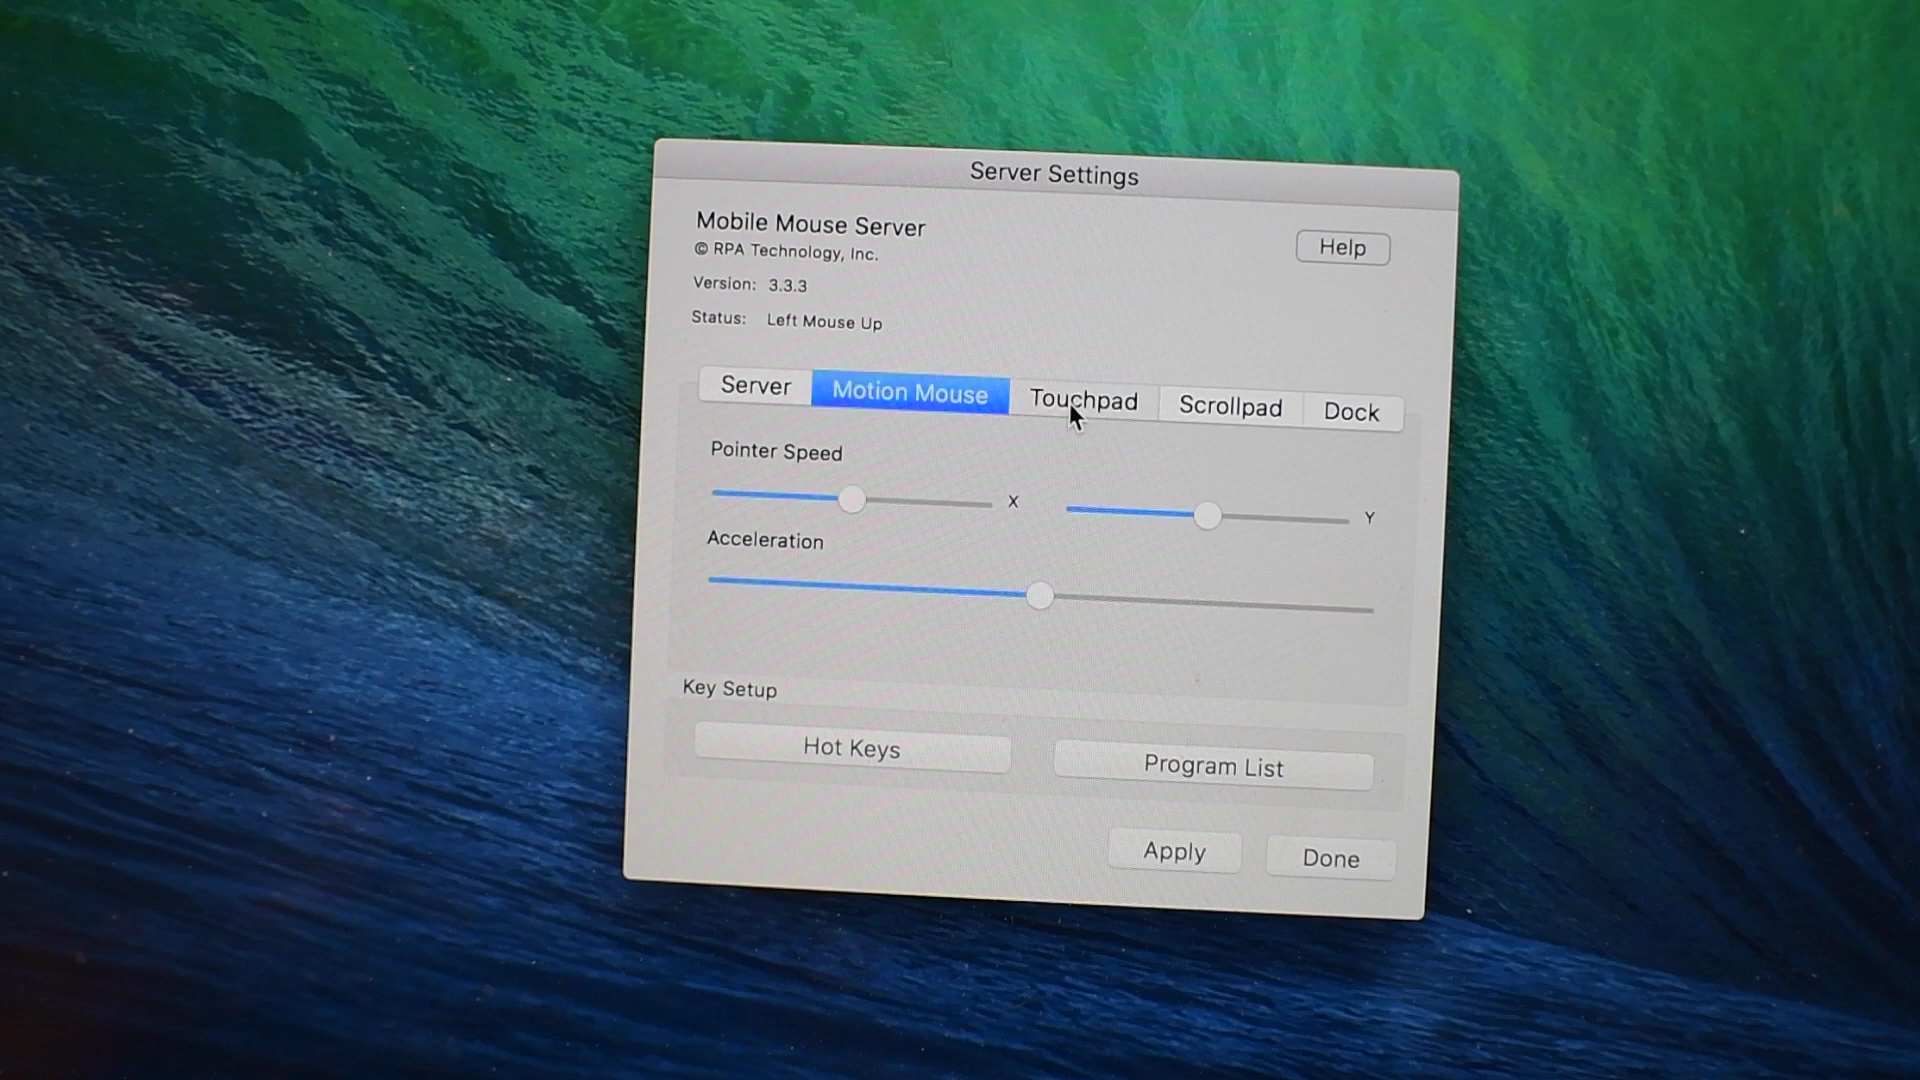 Server Settings
Mobile Mouse Server
© RPA Technology, Inc.
Help
Version: 3.3.3
Status: Left Mouse Up
Server Motion Mouse Touchpad Scrollpad Dock
Pointer Speed
X Y
Acceleration
Key Setup
Hot Keys Program List
Apply Done